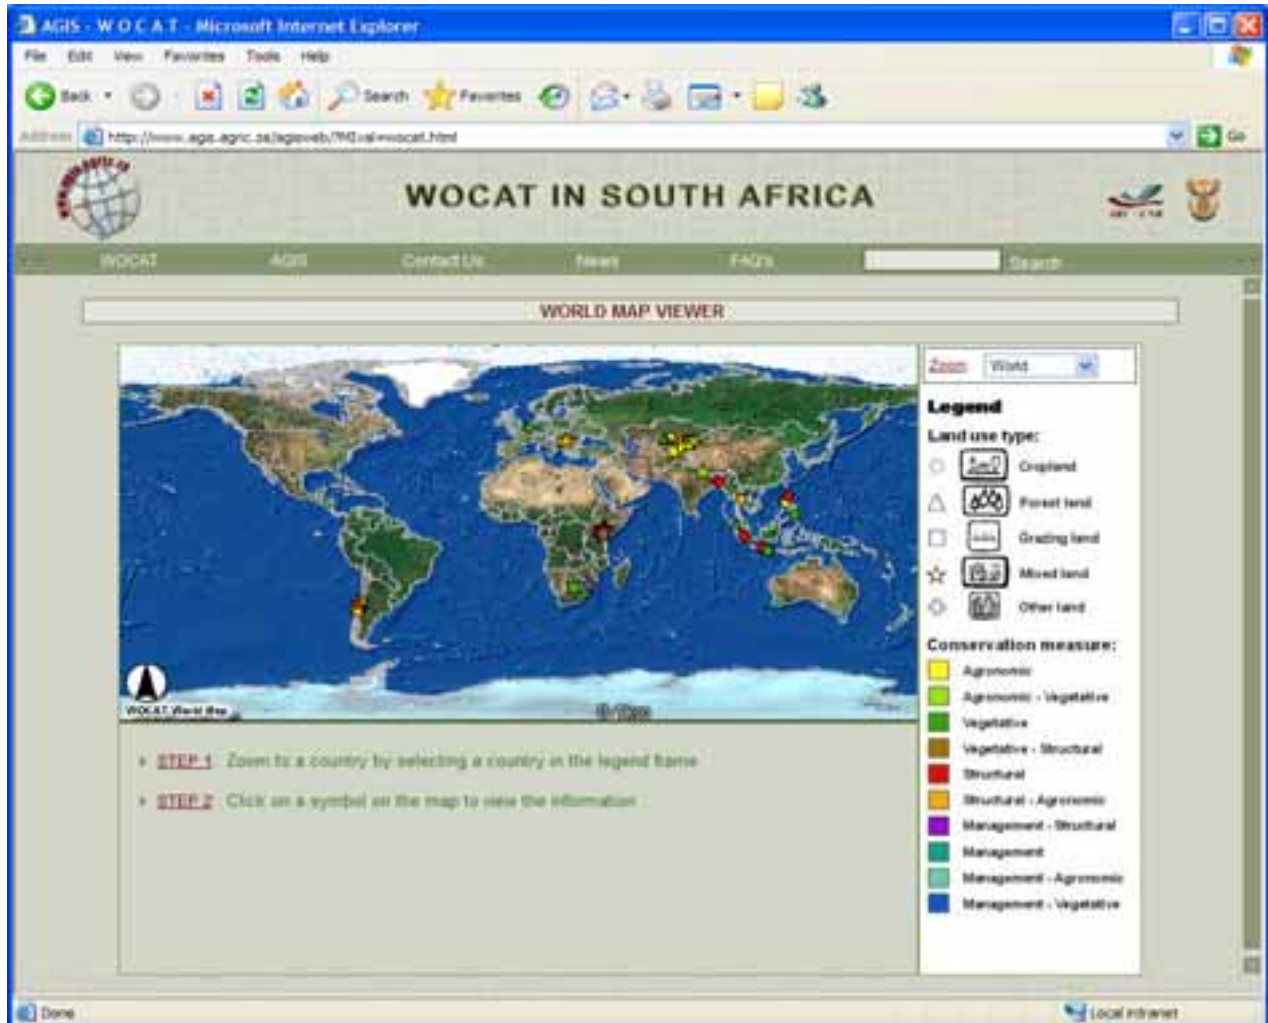 AGIS - W O C A T - Microsoft Internet Explorer
File Edit View Favorites Tools Help
Back Search Favorites
Address Go
WOCAT IN SOUTH AFRICA
WOCAT AGIS Contact Us News FAQ's Search
WORLD MAP VIEWER
Zoom World
Legend
Land use type:
Cropland
Forest land
Grazing land
Mixed land
Other land
Conservation measure:
Agronomic
Agronomic - Vegetative
Vegetative
Vegetative - Structural
Structural
Structural - Agronomic
Management - Structural
Management
Management - Agronomic
Management - Vegetative
WOCAT World Map
STEP 1 Zoom to a country by selecting a country in the legend frame
STEP 2 Click on a symbol on the map to view the information
Done Local intranet